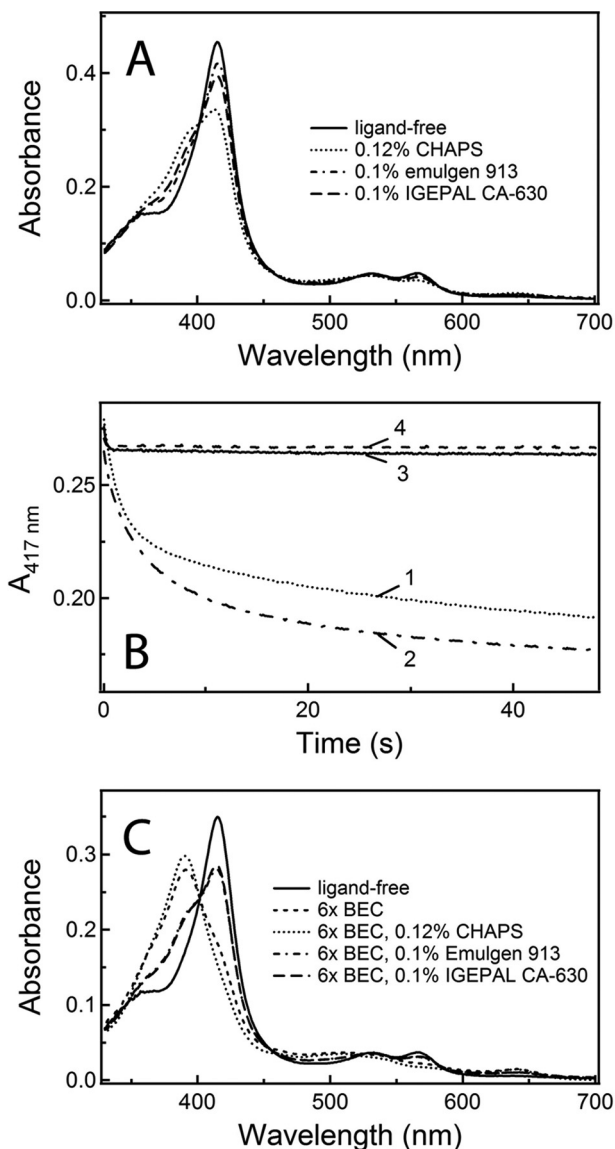 A
Absorbance
0.4
0.2
0.0
ligand-free
0.12% CHAPS
0.1% emulgen 913
0.1% IGEPAL CA-630
400 500 600 700
Wavelength (nm)
B
A417 nm
0.25
0.20
4
3
1
2
0 20 40
Time (s)
C
Absorbance
0.3
0.2
0.1
0.0
ligand-free
6x BEC
6x BEC, 0.12% CHAPS
6x BEC, 0.1% Emulgen 913
6x BEC, 0.1% IGEPAL CA-630
400 500 600 700
Wavelength (nm)